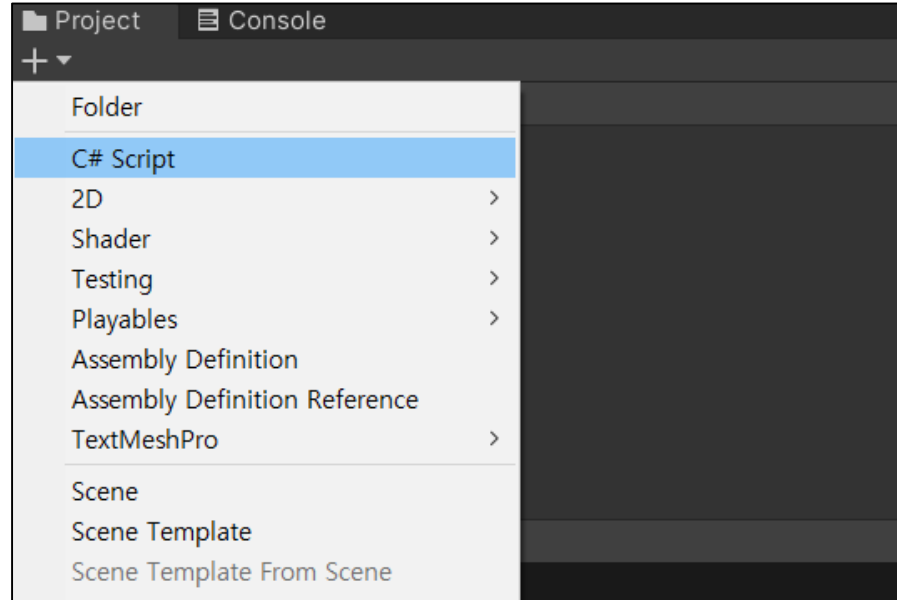 Project Console
Folder
C# Script
2D
Shader
Testing
Playables
Assembly Definition
Assembly Definition Reference
TextMeshPro
Scene
Scene Template
Scene Template From Scene